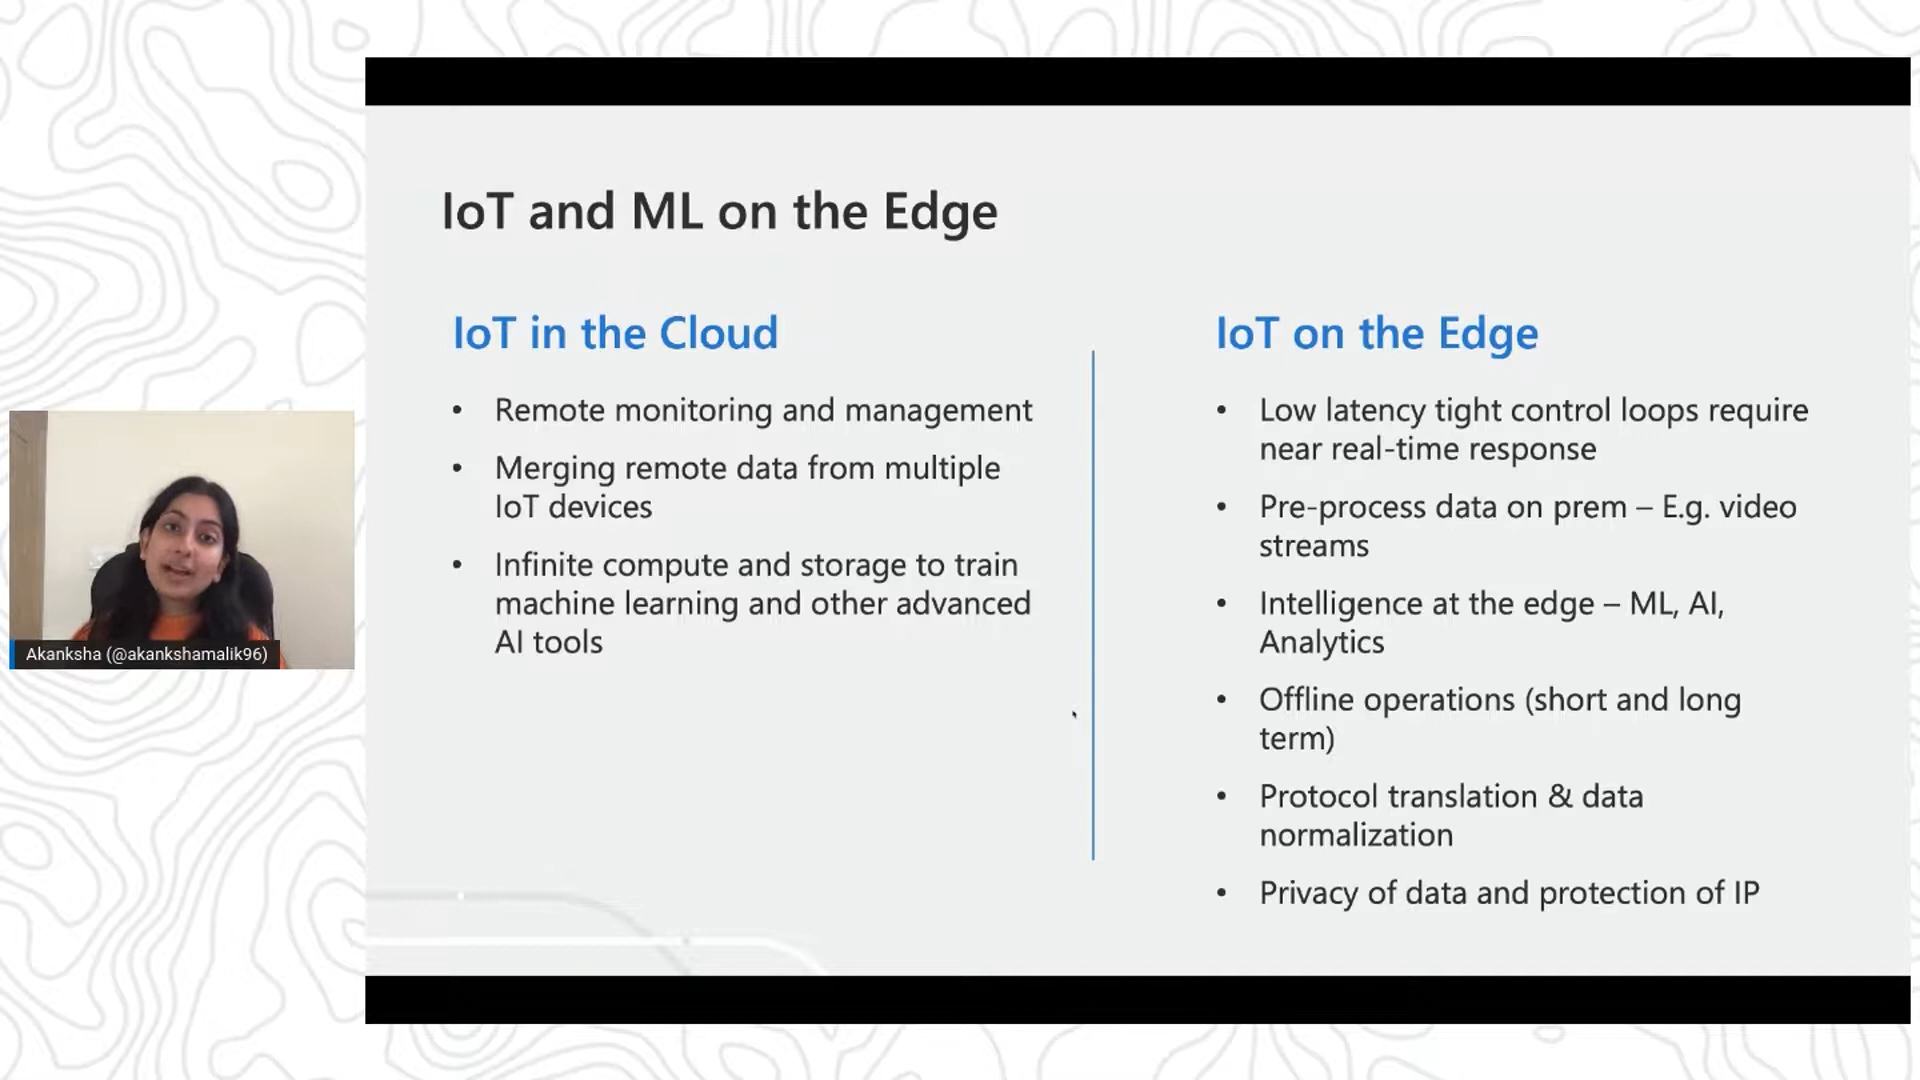 IoT and ML on the Edge
IoT in the Cloud
• Remote monitoring and management
• Merging remote data from multiple
IoT devices
• Infinite compute and storage to train
machine learning and other advanced
AI tools
IoT on the Edge
• Low latency tight control loops require
near real-time response
• Pre-process data on prem – E.g. video
streams
• Intelligence at the edge – ML, AI,
Analytics
• Offline operations (short and long
term)
• Protocol translation & data
normalization
• Privacy of data and protection of IP
Akanksha (@akankshamalik96)